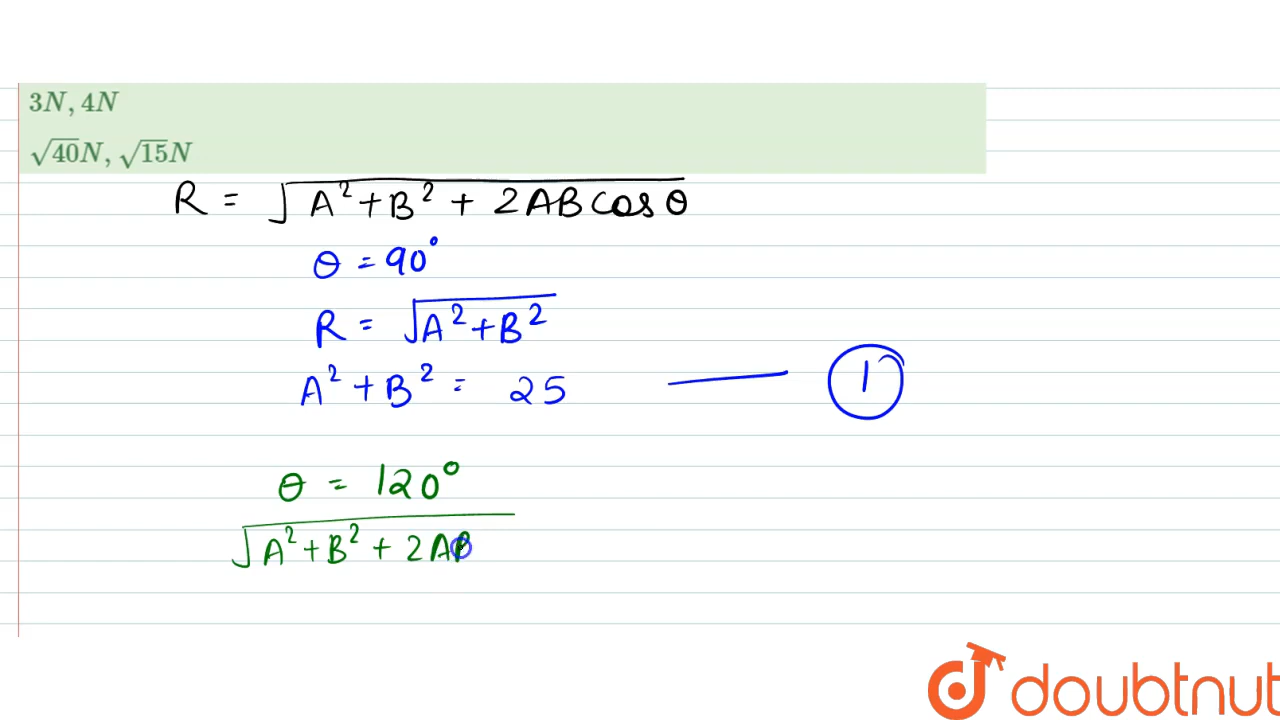 3N, 4N
√40N, √15N
R = √A²+B² + 2AB cos θ
θ = 90°
R = √A²+B²
A² + B² = 25 —— 1
θ = 120°
√A²+B² + 2AB
doubtnut